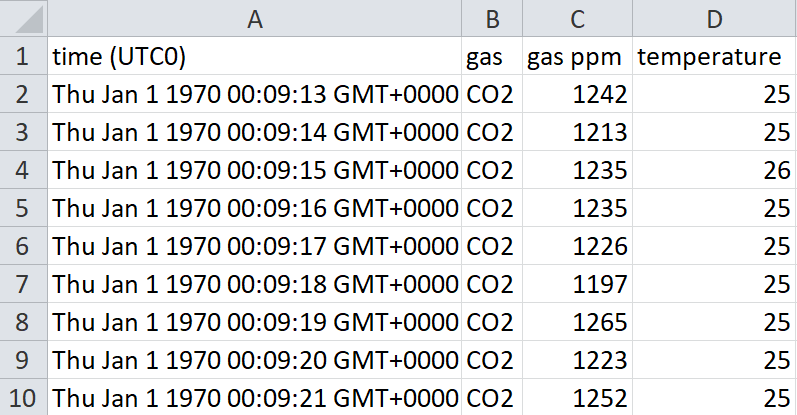 A B C D
1 time (UTC0) gas gas ppm temperature
2 Thu Jan 1 1970 00:09:13 GMT+0000 CO2 1242 25
3 Thu Jan 1 1970 00:09:14 GMT+0000 CO2 1213 25
4 Thu Jan 1 1970 00:09:15 GMT+0000 CO2 1235 26
5 Thu Jan 1 1970 00:09:16 GMT+0000 CO2 1235 25
6 Thu Jan 1 1970 00:09:17 GMT+0000 CO2 1226 25
7 Thu Jan 1 1970 00:09:18 GMT+0000 CO2 1197 25
8 Thu Jan 1 1970 00:09:19 GMT+0000 CO2 1265 25
9 Thu Jan 1 1970 00:09:20 GMT+0000 CO2 1223 25
10 Thu Jan 1 1970 00:09:21 GMT+0000 CO2 1252 25